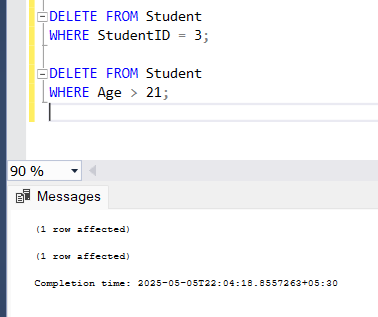 DELETE FROM Student
WHERE StudentID = 3;
DELETE FROM Student
WHERE Age > 21;
90 %
Messages
(1 row affected)
(1 row affected)
Completion time: 2025-05-05T22:04:18.8557263+05:30